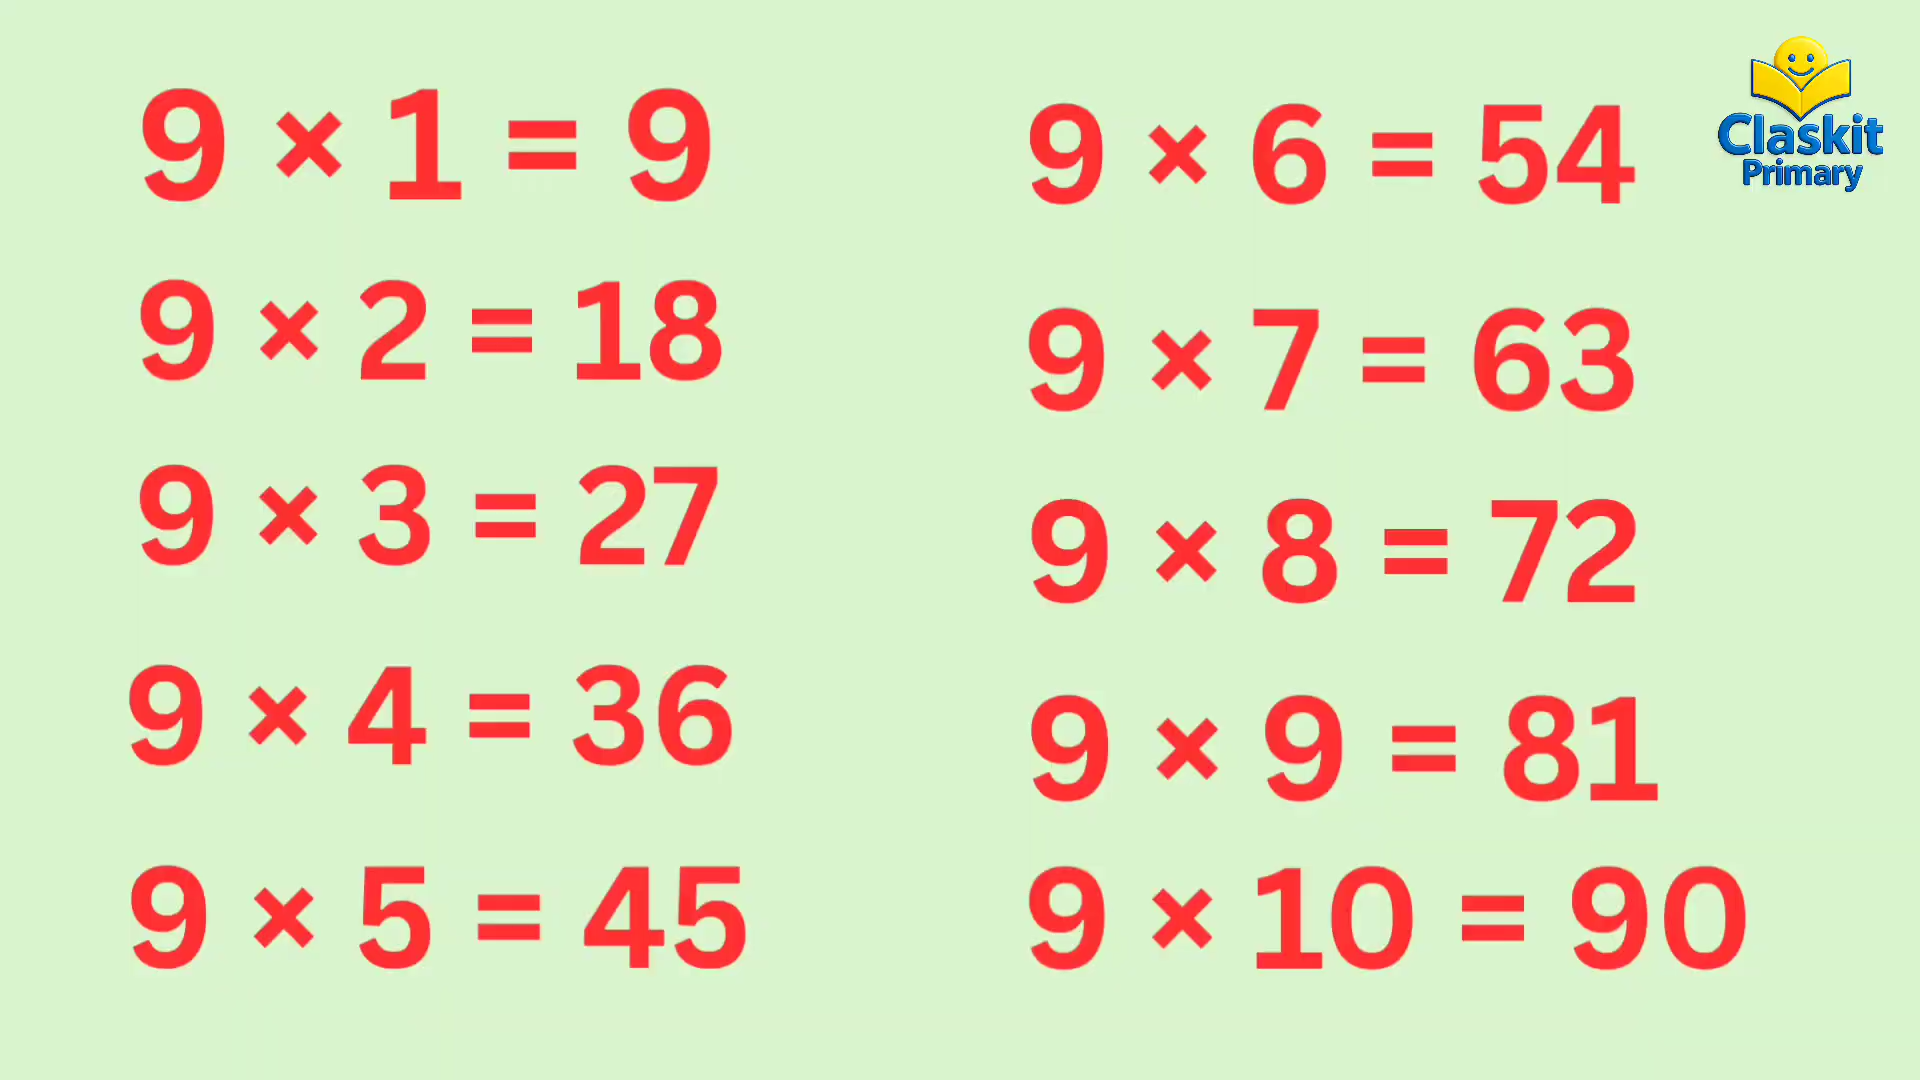 9 × 1 = 9
9 × 2 = 18
9 × 3 = 27
9 × 4 = 36
9 × 5 = 45
9 × 6 = 54
9 × 7 = 63
9 × 8 = 72
9 × 9 = 81
9 × 10 = 90
Claskit
Primary